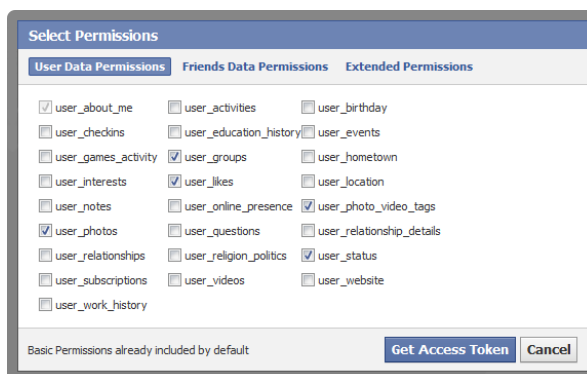 Select Permissions
User Data Permissions Friends Data Permissions Extended Permissions
user_about_me user_activities user_birthday
user_checkins user_education_history user_events
user_games_activity user_groups user_hometown
user_interests user_likes user_location
user_notes user_online_presence user_photo_video_tags
user_photos user_questions user_relationship_details
user_relationships user_religion_politics user_status
user_subscriptions user_videos user_website
user_work_history
Basic Permissions already included by default Get Access Token Cancel